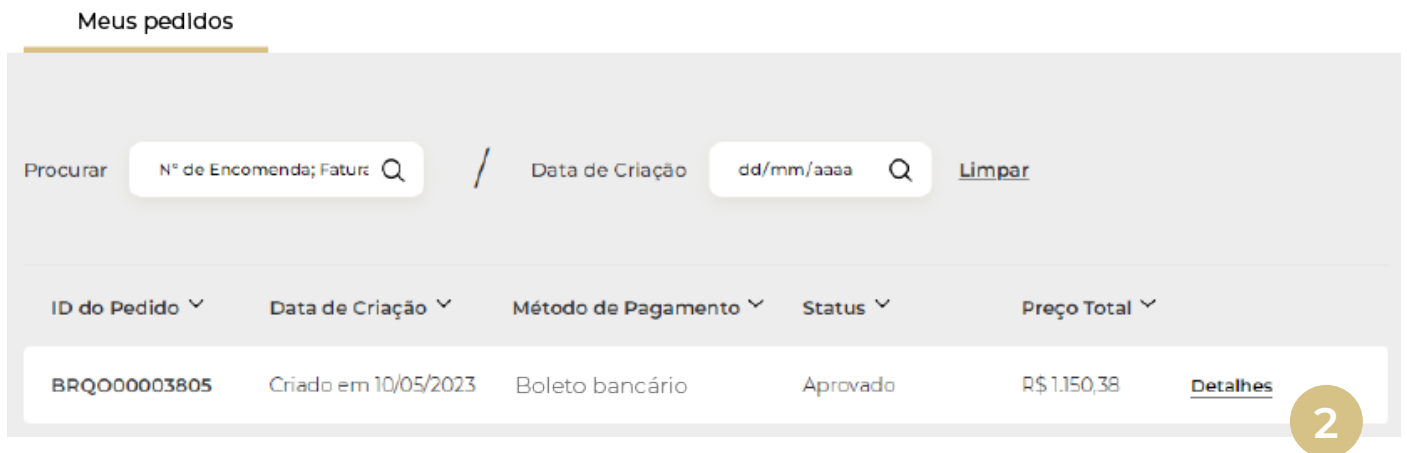 Meus pedidos
Procurar Nº de Encomenda; Fatura / Data de Criação dd/mm/aaaa Limpar
ID do Pedido Data de Criação Método de Pagamento Status Preço Total
BRQO00003805 Criado em 10/05/2023 Boleto bancário Aprovado R$ 1.150,38 Detalhes
2